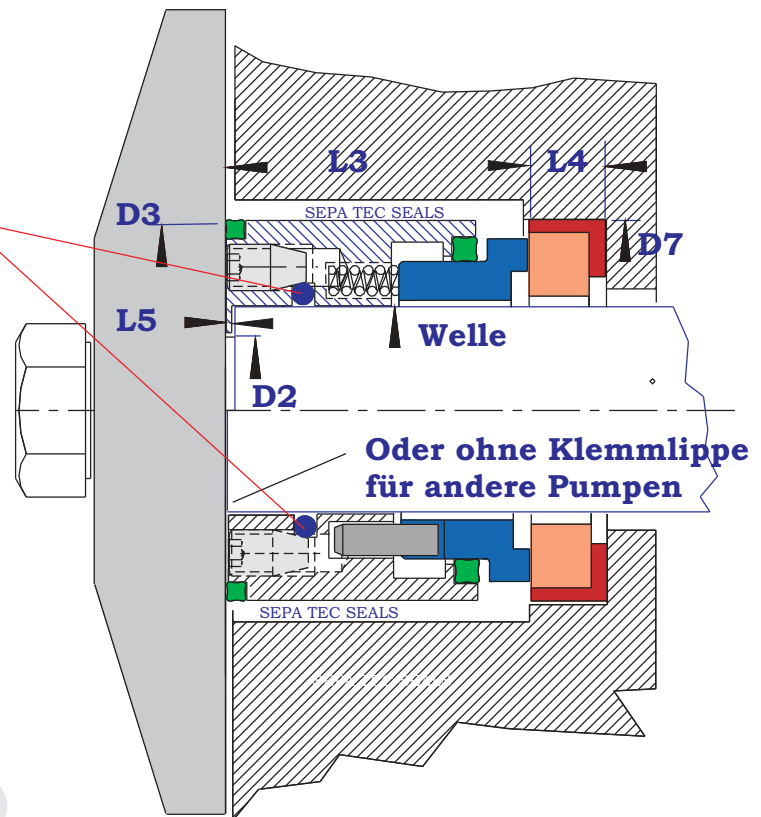 L3
L4
SEPA TEC SEALS
D3
D7
L5
Welle
D2
Oder ohne Klemmlippe
für andere Pumpen
SEPA TEC SEALS